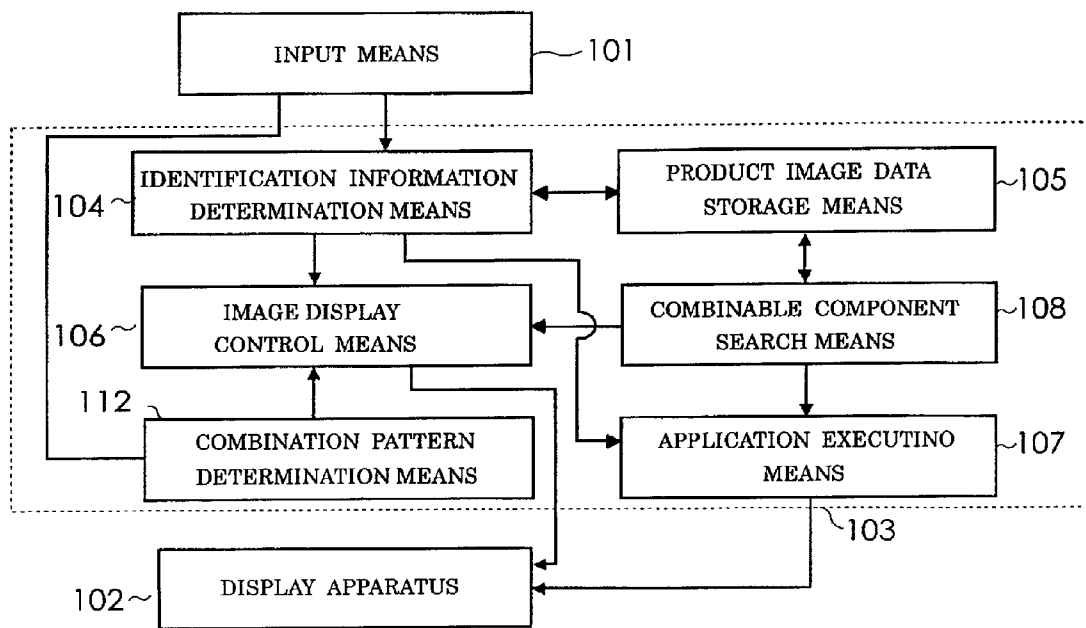 INPUT MEANS
101
IDENTIFICATION INFORMATION
DETERMINATION MEANS
104
PRODUCT IMAGE DATA
STORAGE MEANS
105
IMAGE DISPLAY
CONTROL MEANS
106
COMBINABLE COMPONENT
SEARCH MEANS
108
112
COMBINATION PATTERN
DETERMINATION MEANS
APPLICATION EXECUTINO
MEANS
107
103
DISPLAY APPARATUS
102